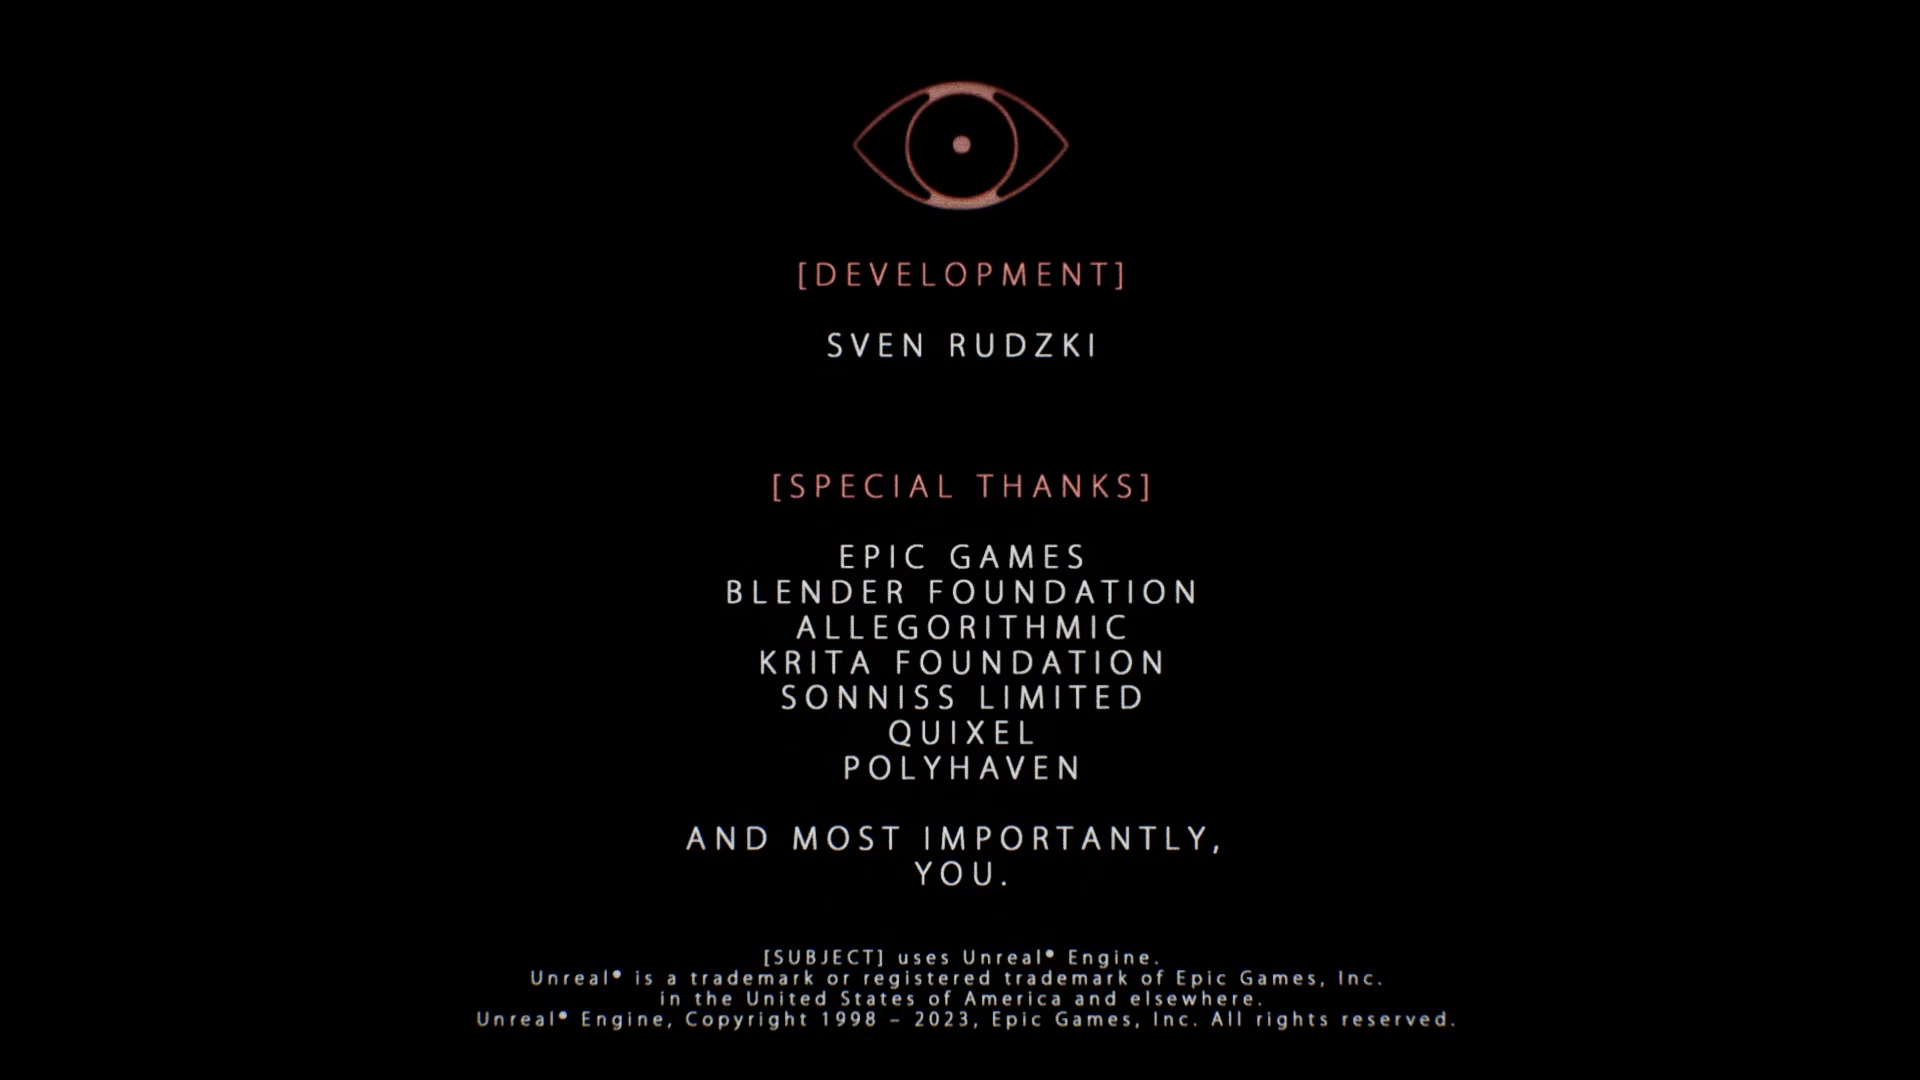 [DEVELOPMENT]
SVEN RUDZKI
[SPECIAL THANKS]
EPIC GAMES
BLENDER FOUNDATION
ALLEGORITHMIC
KRITA FOUNDATION
SONNISS LIMITED
QUIXEL
POLYHAVEN
AND MOST IMPORTANTLY,
YOU.
[SUBJECT] uses Unreal® Engine.
Unreal® is a trademark or registered trademark of Epic Games, Inc.
in the United States of America and elsewhere.
Unreal® Engine, Copyright 1998 – 2023, Epic Games, Inc. All rights reserved.